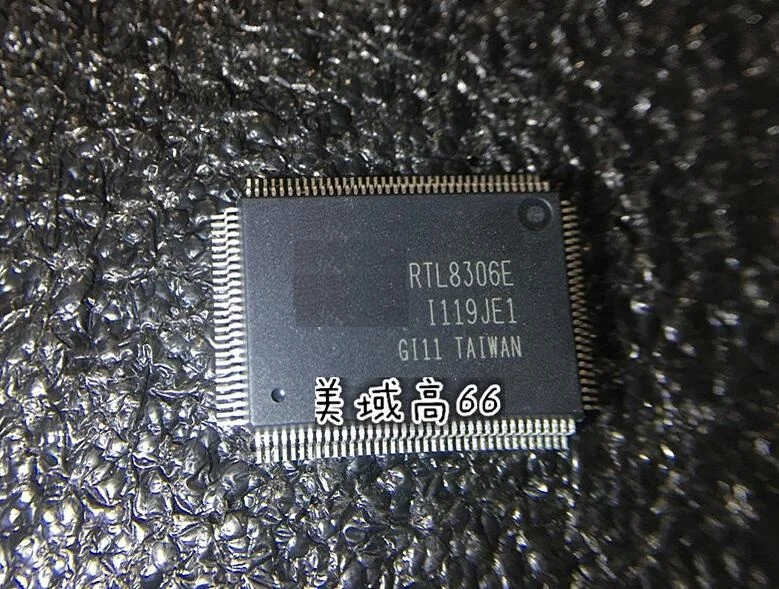 RTL8306E
I119JE1
GI11 TAIWAN
美域高66